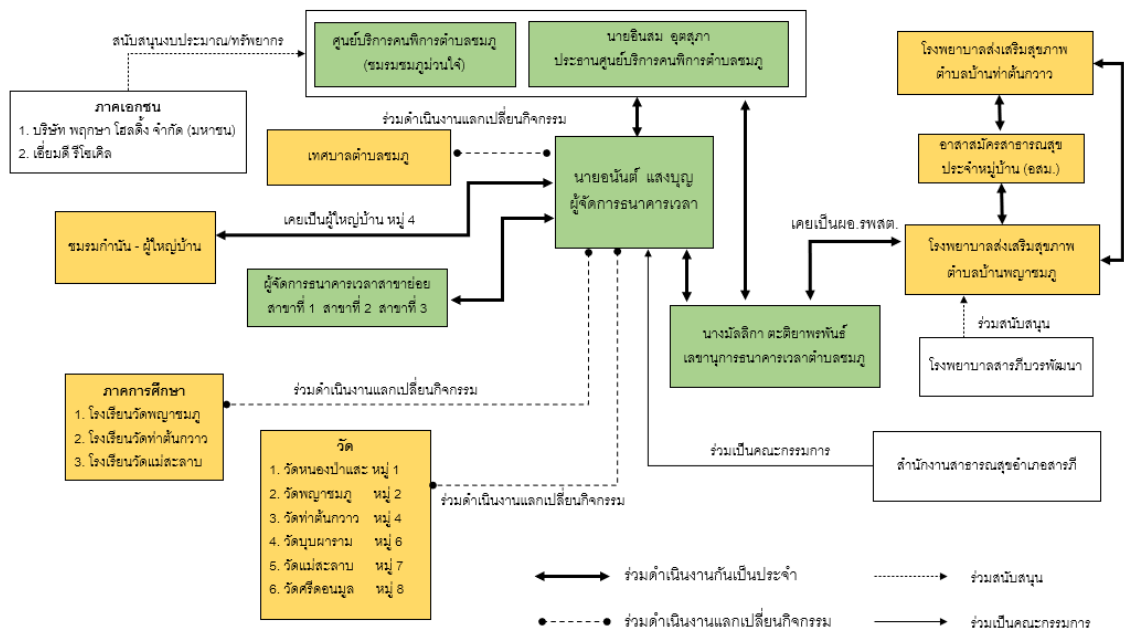 สนับสนุนงบประมาณ/ทรัพยากร
ศูนย์บริการคนพิการตำบลชมภู
(ชมรมชมภูม่วนใจ๋)
นายอินสม อุตสุภา
ประธานศูนย์บริการคนพิการตำบลชมภู
โรงพยาบาลส่งเสริมสุขภาพ
ตำบลบ้านท่าต้นกวาว
ภาคเอกชน
1. บริษัท พฤกษา โฮลดิ้ง จำกัด (มหาชน)
2. เอี่ยมดี รีไซเคิล
ร่วมดำเนินงานแลกเปลี่ยนกิจกรรม
เทศบาลตำบลชมภู
อาสาสมัครสาธารณสุข
ประจำหมู่บ้าน (อสม.)
นายอนันต์ แสงบุญ
ผู้จัดการธนาคารเวลา
เคยเป็นผู้ใหญ่บ้าน หมู่ 4
ชมรมกำนัน - ผู้ใหญ่บ้าน
เคยเป็นผอ.รพสต.
โรงพยาบาลส่งเสริมสุขภาพ
ตำบลบ้านพญาชมภู
ผู้จัดการธนาคารเวลาสาขาย่อย
สาขาที่ 1 สาขาที่ 2 สาขาที่ 3
นางมัลลิกา ตะติยาพรพันธ์
เลขานุการธนาคารเวลาตำบลชมภู
ร่วมสนับสนุน
โรงพยาบาลสารภีบวรพัฒนา
ร่วมดำเนินงานแลกเปลี่ยนกิจกรรม
ภาคการศึกษา
1. โรงเรียนวัดพญาชมภู
2. โรงเรียนวัดท่าต้นกวาว
3. โรงเรียนวัดแม่สะลาบ
วัด
1. วัดหนองป่าแสะ หมู่ 1
2. วัดพญาชมภู หมู่ 2
3. วัดท่าต้นกวาว หมู่ 4
4. วัดบุบผาราม หมู่ 6
5. วัดแม่สะลาบ หมู่ 7
6. วัดศรีดอนมูล หมู่ 8
ร่วมดำเนินงานแลกเปลี่ยนกิจกรรม
ร่วมเป็นคณะกรรมการ
สำนักงานสาธารณสุขอำเภอสารภี
ร่วมดำเนินงานกันเป็นประจำ
ร่วมสนับสนุน
ร่วมดำเนินงานแลกเปลี่ยนกิจกรรม
ร่วมเป็นคณะกรรมการ